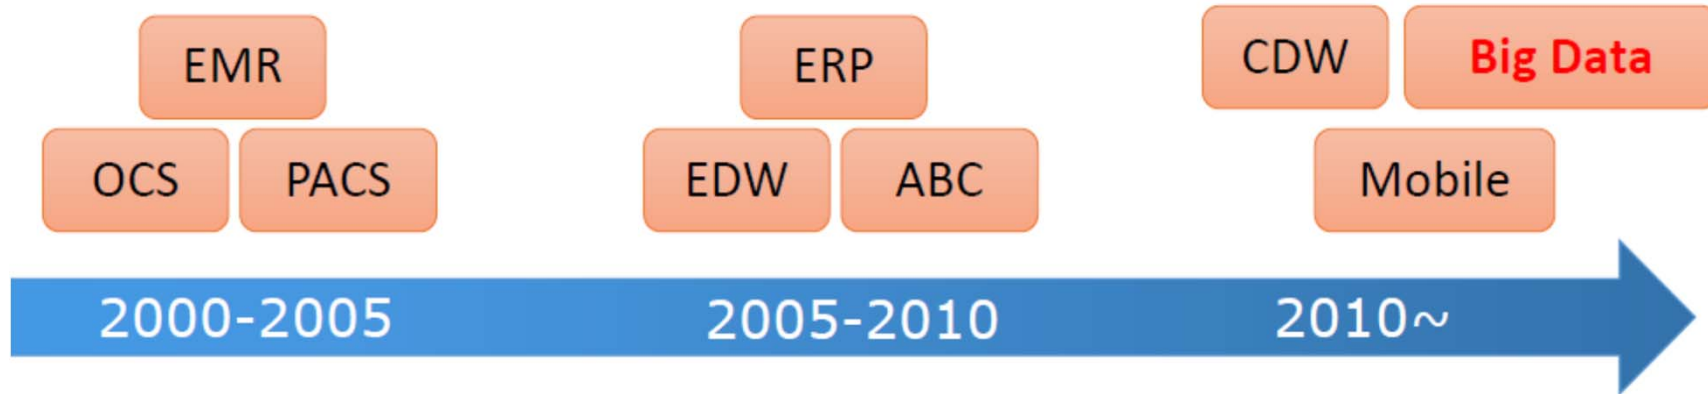 EMR
OCS
PACS
ERP
EDW
ABC
CDW
Big Data
Mobile
2000-2005
2005-2010
2010~